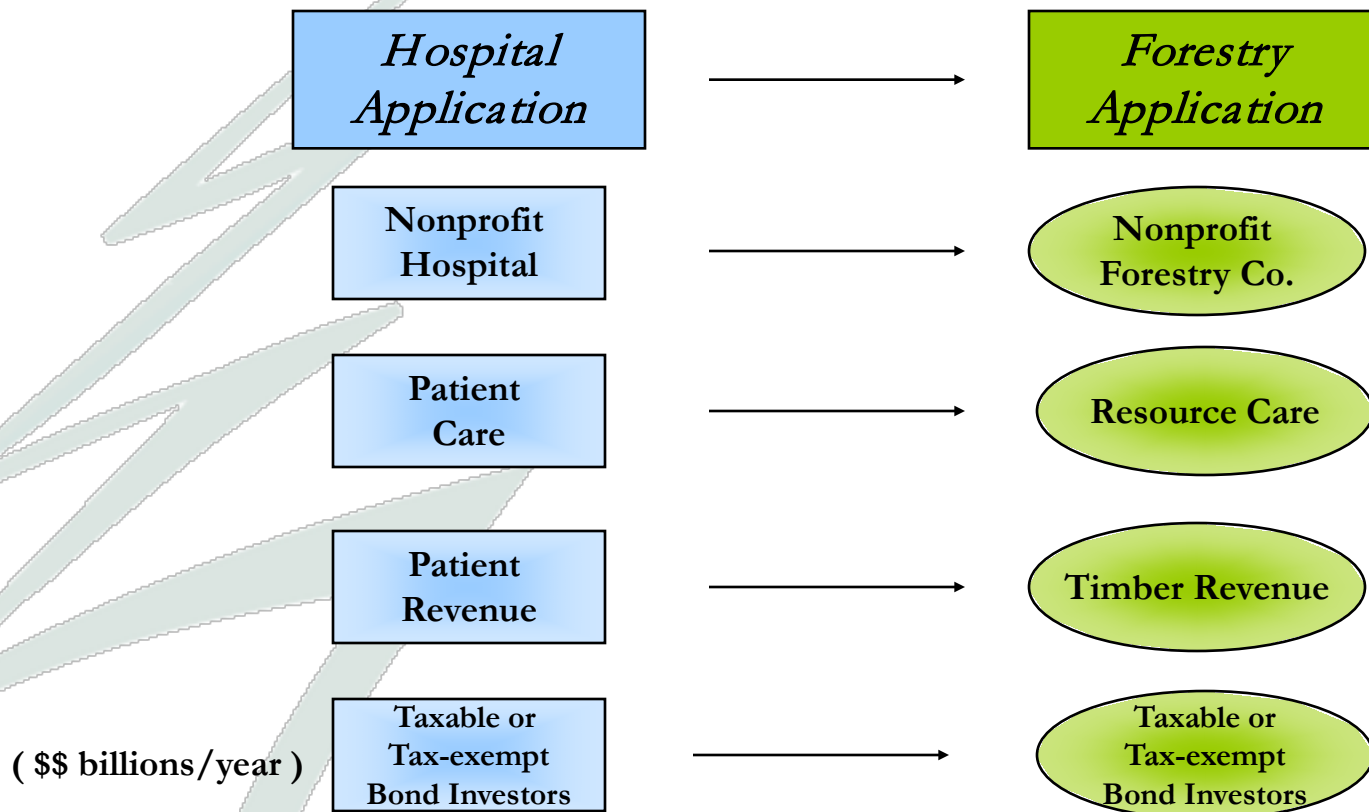 Hospital
Application
Forestry
Application
Nonprofit
Hospital
Nonprofit
Forestry Co.
Patient
Care
Resource Care
Patient
Revenue
Timber Revenue
( $$ billions/year )
Taxable or
Tax-exempt
Bond Investors
Taxable or
Tax-exempt
Bond Investors